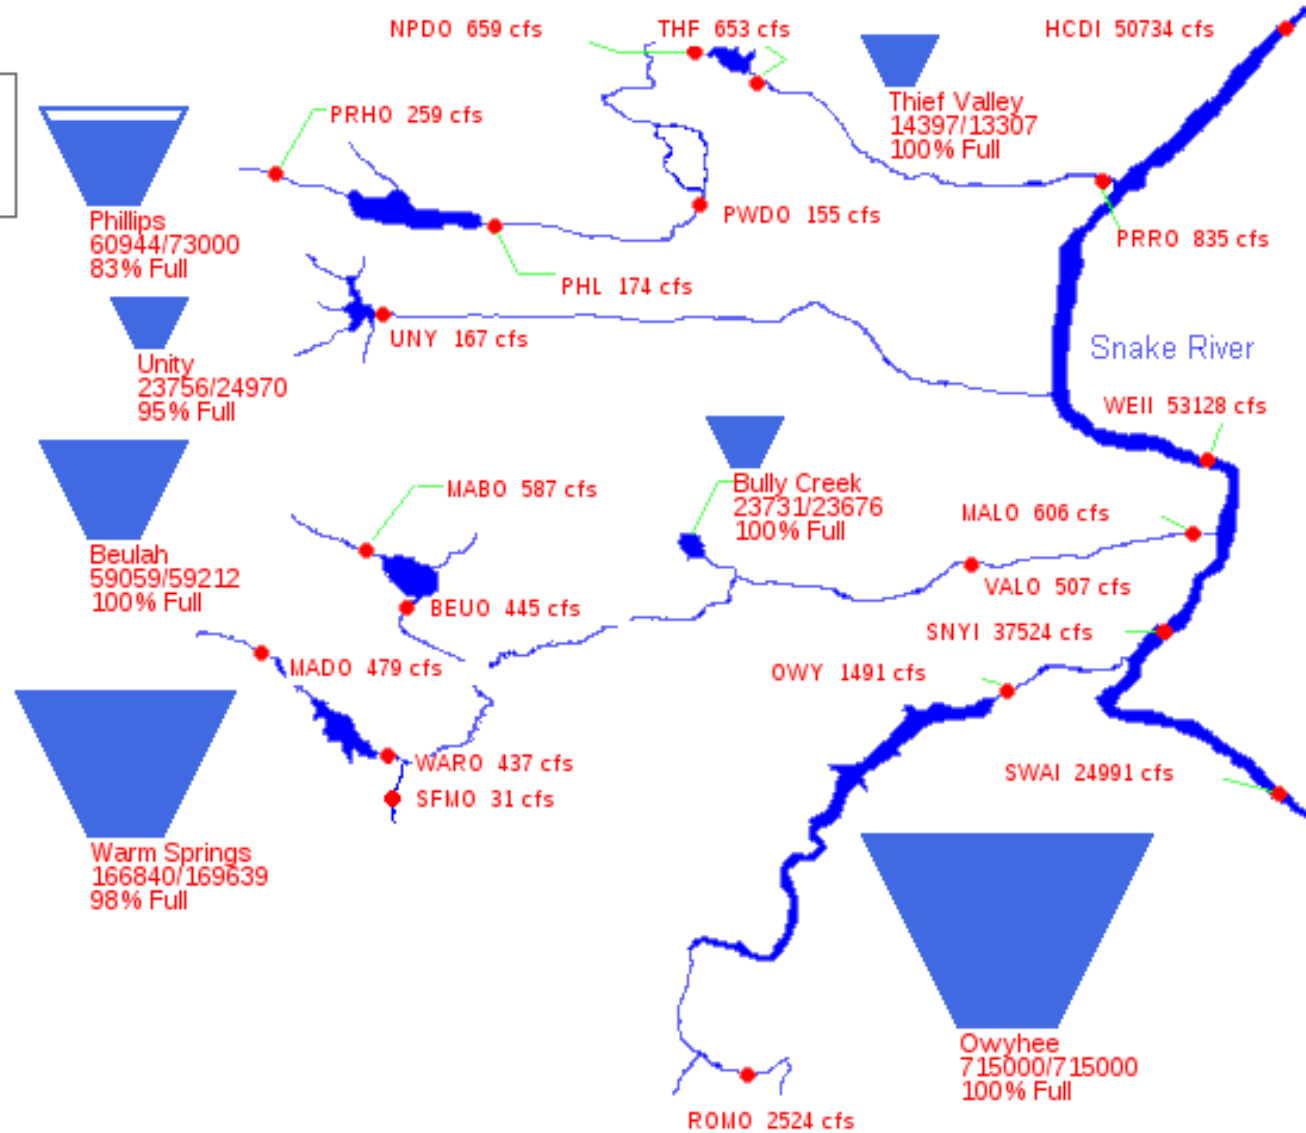 NPDO 659 cfs
THF 653 cfs
HCDI 50734 cfs
Thief Valley
14397/13307
100% Full
PRHO 259 cfs
Phillips
60944/73000
83% Full
PWDO 155 cfs
PRRO 835 cfs
PHL 174 cfs
Unity
23756/24970
95% Full
UNY 167 cfs
Snake River
WEII 53128 cfs
Beulah
59059/59212
100% Full
MABO 587 cfs
Bully Creek
23731/23676
100% Full
MALO 606 cfs
VALO 507 cfs
BEUO 445 cfs
SNYI 37524 cfs
MADO 479 cfs
OWY 1491 cfs
WARO 437 cfs
SFMO 31 cfs
SWAI 24991 cfs
Warm Springs
166840/169639
98% Full
Owyhee
715000/715000
100% Full
ROMO 2524 cfs